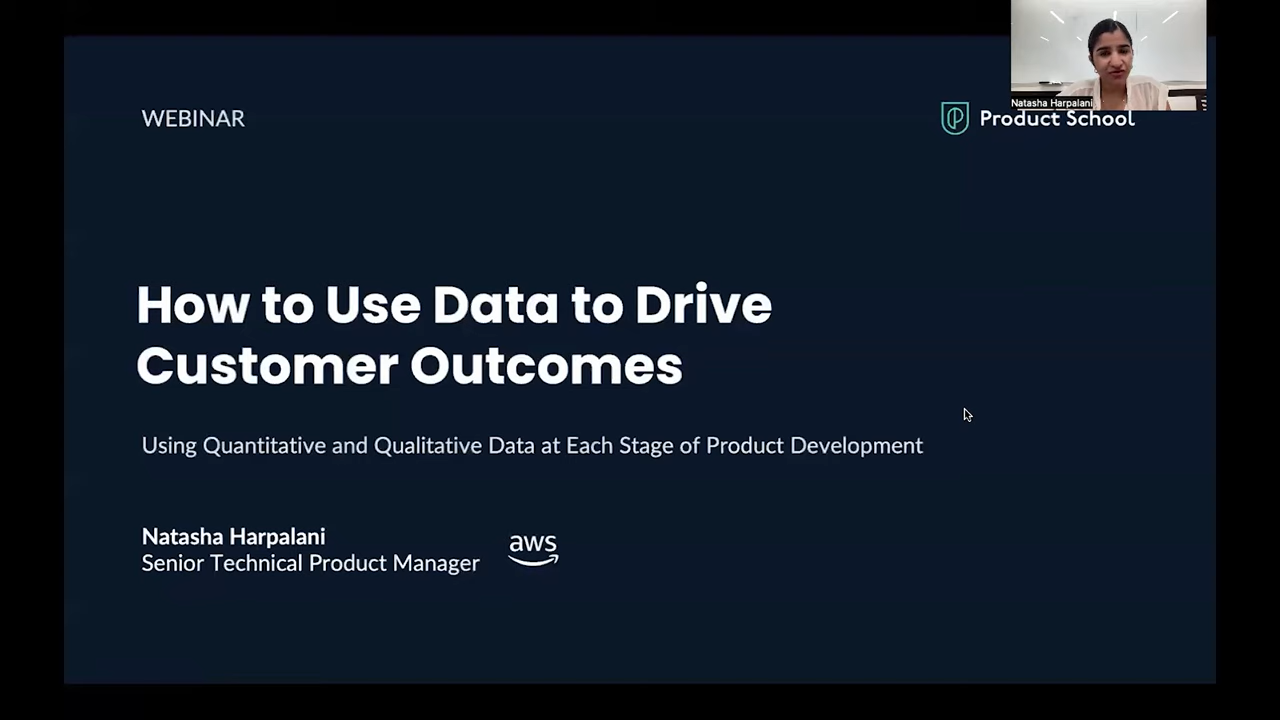 Natasha Harpalani
WEBINAR
Product School
How to Use Data to Drive
Customer Outcomes
Using Quantitative and Qualitative Data at Each Stage of Product Development
Natasha Harpalani
Senior Technical Product Manager
aws